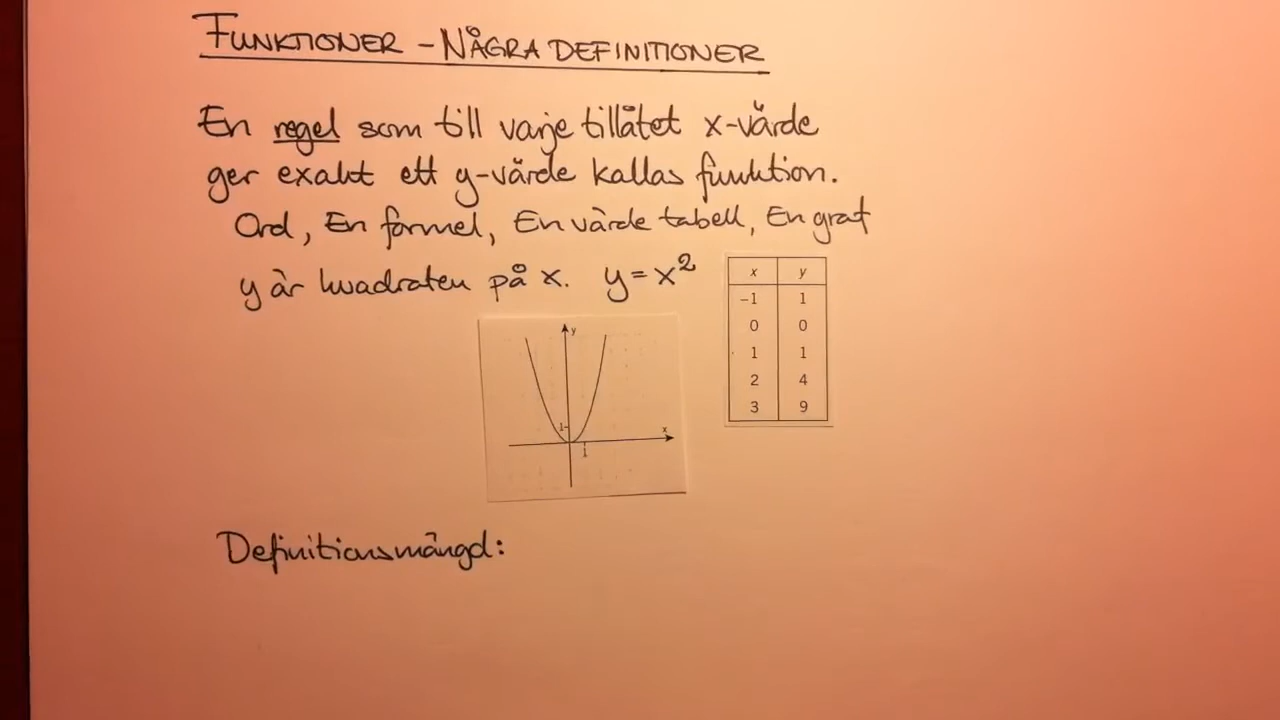 FUNKTIONER - NÅGRA DEFINITIONER
En regel som till varje tillåtet x-värde
ger exakt ett y-värde kallas funktion.
Ord, En formel, En värde tabell, En graf
y är kvadraten på x. y=x²
x y
-1 1
0 0
1 1
2 4
3 9
y
1
x
1
Definitionsmängd: